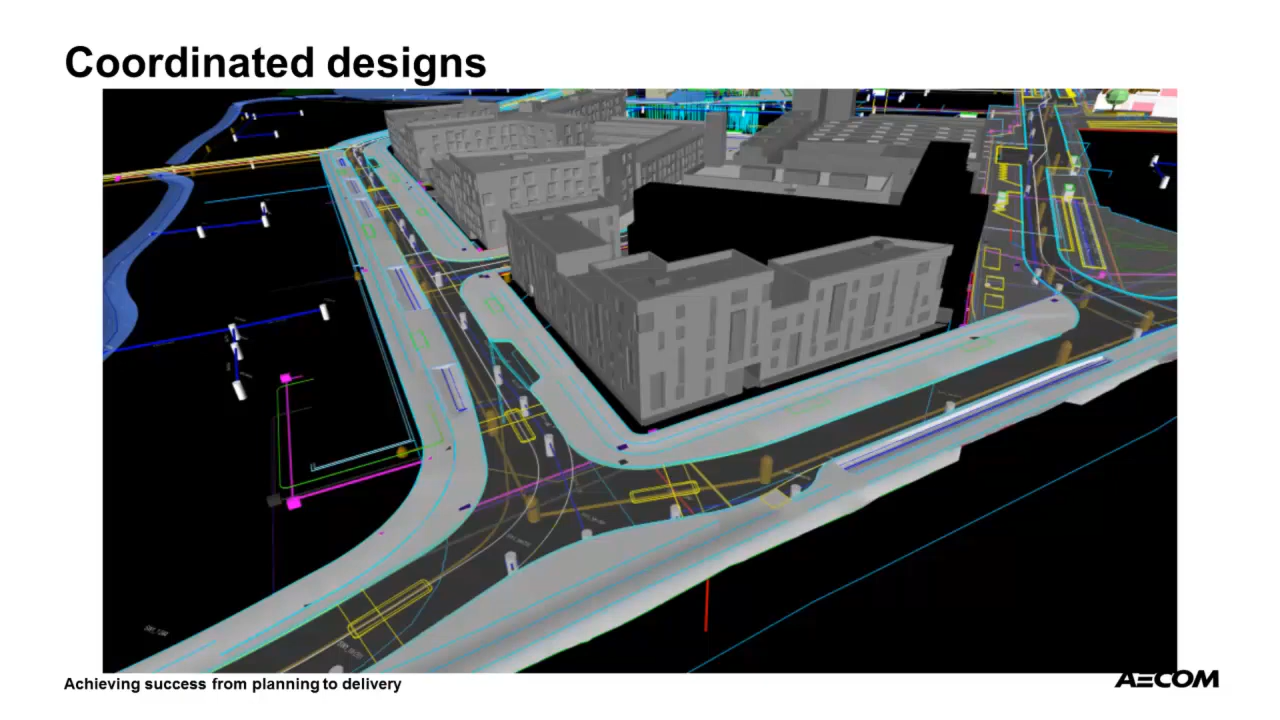 Coordinated designs
Achieving success from planning to delivery
AECOM